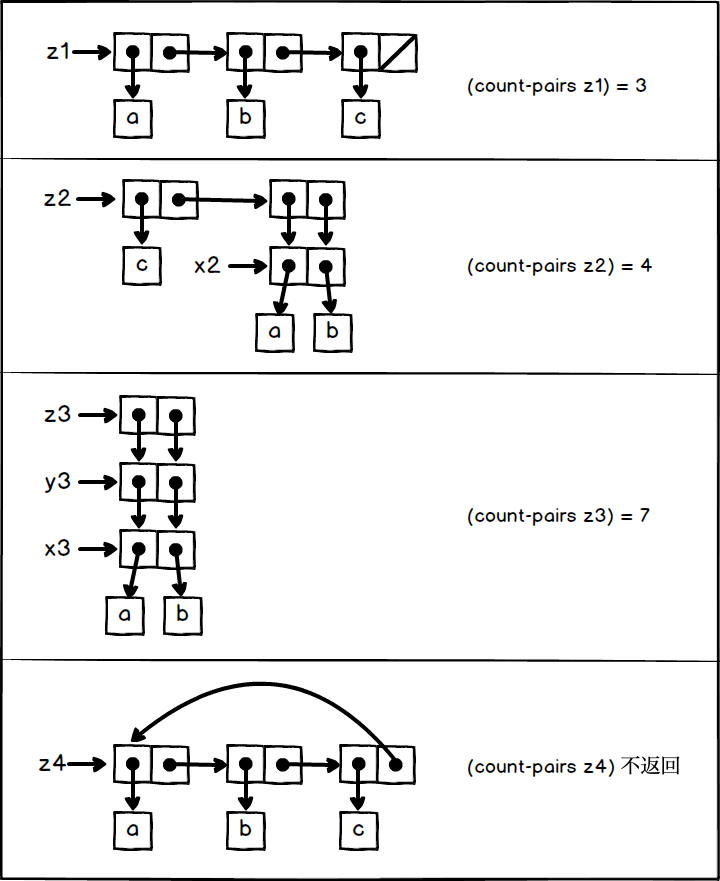 z1
a
b
c
(count-pairs z1) = 3
z2
c
x2
a
b
(count-pairs z2) = 4
z3
y3
x3
a
b
(count-pairs z3) = 7
z4
a
b
c
(count-pairs z4) 不返回